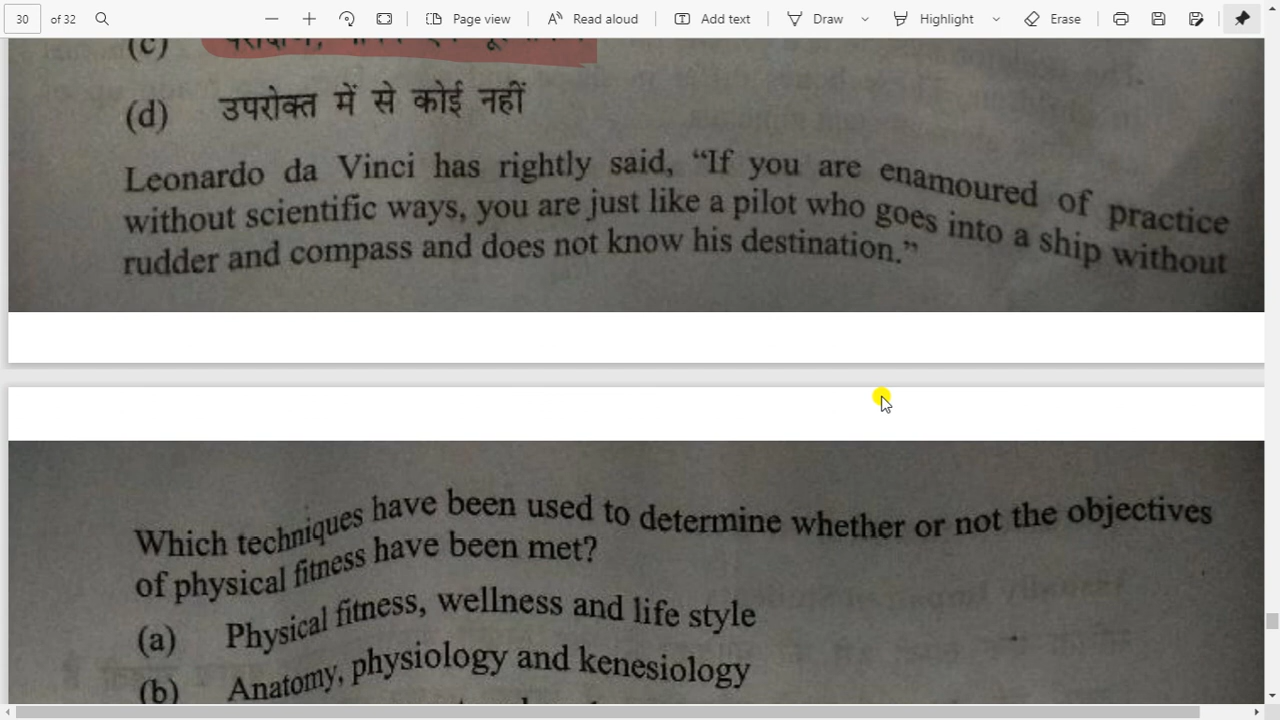 30 of 32 Page view Read aloud Add text Draw Highlight Erase
(c)
(d) उपरोक्त में से कोई नहीं
Leonardo da Vinci has rightly said, “If you are enamoured of practice
without scientific ways, you are just like a pilot who goes into a ship without
rudder and compass and does not know his destination.”
Which techniques have been used to determine whether or not the objectives
of physical fitness have been met?
(a) Physical fitness, wellness and life style
(b) Anatomy, physiology and kenesiology